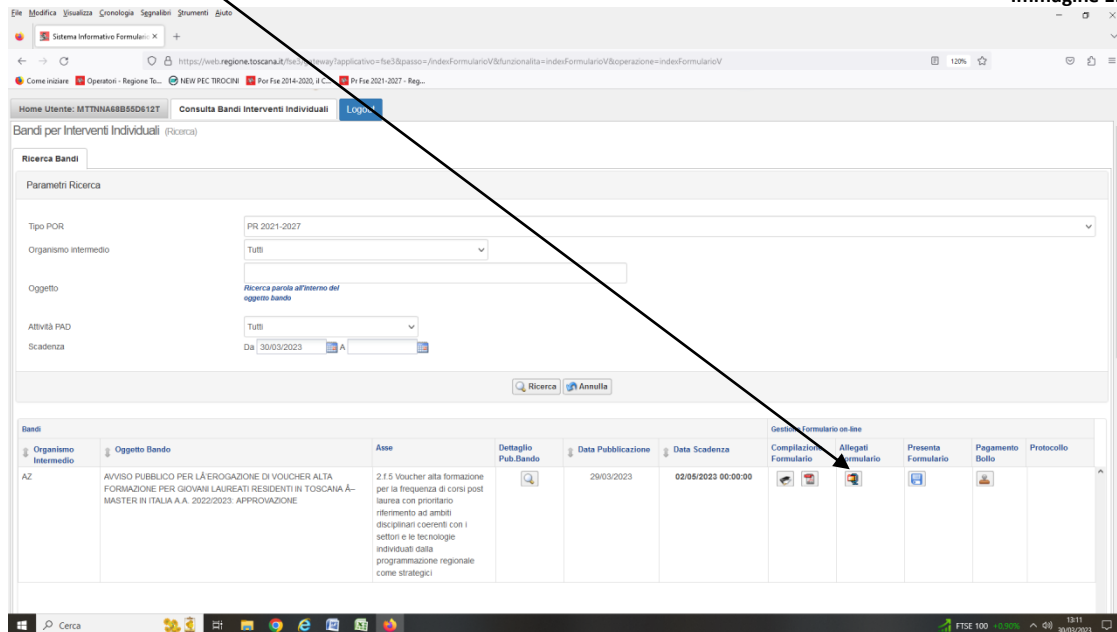 Immagine 1
File Modifica Visualizza Cronologia Segnalibri Strumenti Aiuto
Sistema Informativo Formulario × +
https://web.regione.toscana.it/fse3/gateway?applicativo=fse3&passo=/indexFormularioV&funzionalita=indexFormularioV&operazione=indexFormularioV 120%
Come iniziare Operatori - Regione To... NEW PEC TIROCINI Por Fse 2014-2020, il C... Pr Fse 2021-2027 - Reg...
Home Utente: MTTNNA68B55D612T Consulta Bandi Interventi Individuali Logout
Bandi per Interventi Individuali (Ricerca)
Ricerca Bandi
Parametri Ricerca
Tipo POR PR 2021-2027
Organismo intermedio Tutti
Oggetto
Ricerca parola all'interno del
oggetto bando
Attività PAD Tutti
Scadenza Da 30/03/2023 A
Ricerca Annulla
Bandi Gestione Formulario on-line
Organismo Intermedio Oggetto Bando Asse Dettaglio Pub.Bando Data Pubblicazione Data Scadenza Compilazione Formulario Allegati Formulario Presenta Formulario Pagamento Bollo Protocollo
AZ AVVISO PUBBLICO PER LÂEROGAZIONE DI VOUCHER ALTA 2.f.5 Voucher alta formazione 29/03/2023 02/05/2023 00:00:00
FORMAZIONE PER GIOVANI LAUREATI RESIDENTI IN TOSCANA Â– per la frequenza di corsi post
MASTER IN ITALIA A.A. 2022/2023: APPROVAZIONE laurea con prioritario
riferimento ad ambiti
disciplinari coerenti con i
settori e le tecnologie
individuati dalla
programmazione regionale
come strategici
Cerca FTSE 100 +0,90% 13:11
30/03/2023